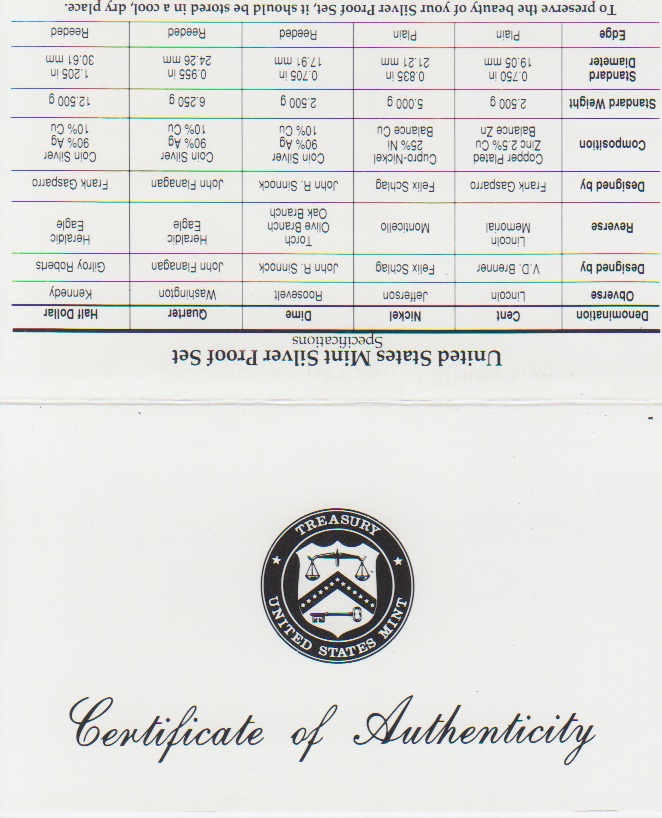 United States Mint Silver Proof Set
Specifications
Denomination Cent Nickel Dime Quarter Half Dollar
Obverse Lincoln Jefferson Roosevelt Washington Kennedy
Designed by V.D. Brenner Felix Schlag John R. Sinnock John Flanagan Gilroy Roberts
Reverse Lincoln Memorial Monticello Torch Olive Branch Oak Branch Heraldic Eagle Heraldic Eagle
Designed by Frank Gasparro Felix Schlag John R. Sinnock John Flanagan Frank Gasparro
Composition Copper Plated Zinc 2.5% Cu Balance Zn Cupro-Nickel 25% Ni Balance Cu Coin Silver 90% Ag 10% Cu Coin Silver 90% Ag 10% Cu Coin Silver 90% Ag 10% Cu
Standard Weight 2.500 g 5.000 g 2.500 g 6.250 g 12.500 g
Standard Diameter 0.750 in 19.05 mm 0.835 in 21.21 mm 0.705 in 17.91 mm 0.955 in 24.26 mm 1.205 in 30.61 mm
Edge Plain Plain Reeded Reeded Reeded
To preserve the beauty of your Silver Proof Set, it should be stored in a cool, dry place.
TREASURY
UNITED STATES MINT
Certificate of Authenticity